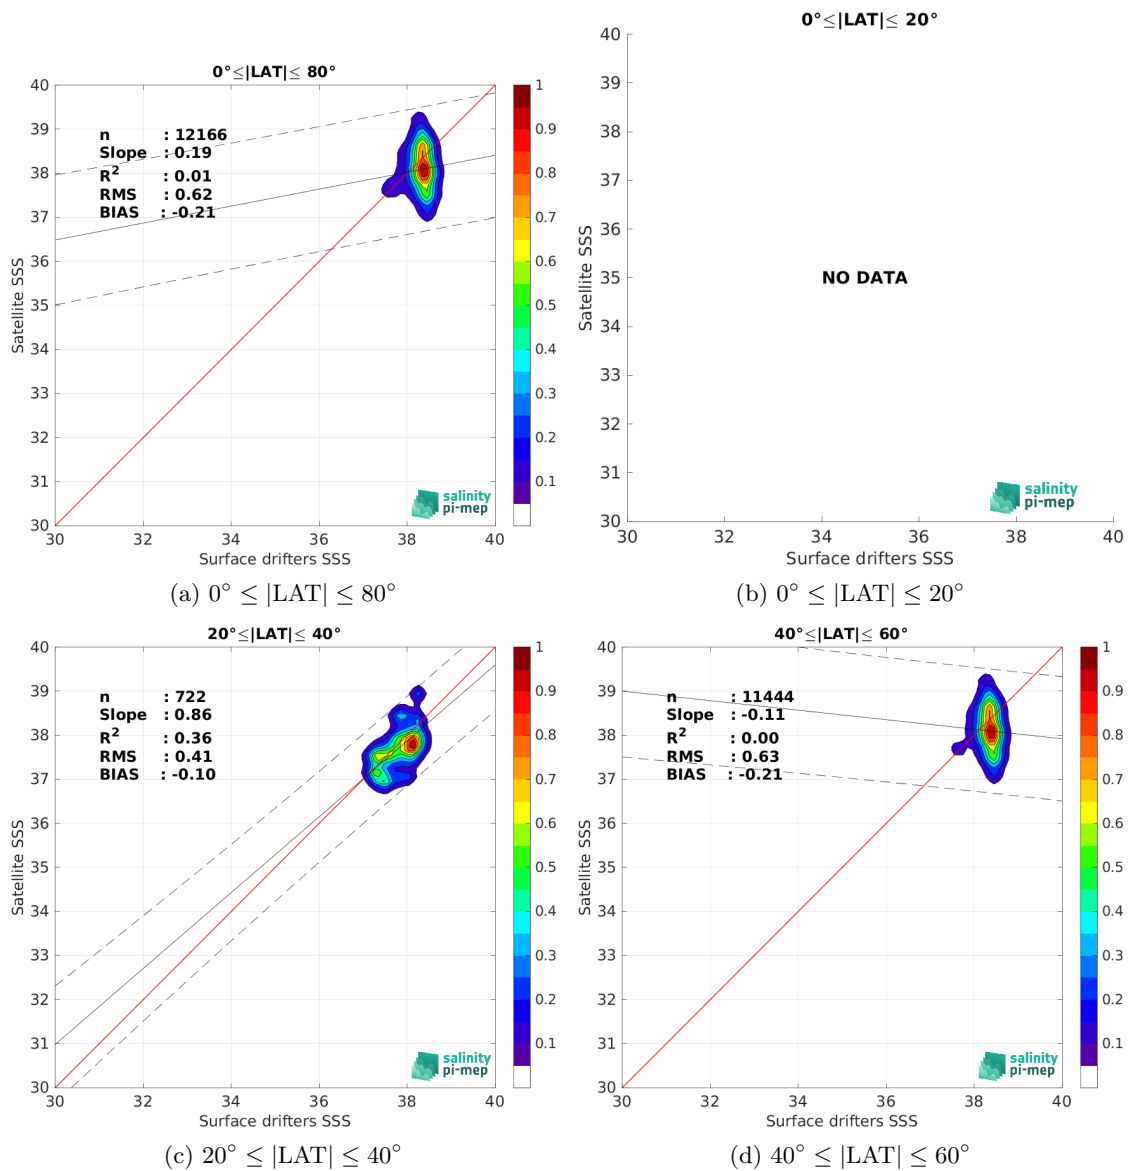 0°≤|LAT|≤ 80°
40
39
38
37
36
35
34
33
32
31
30
Satellite SSS
n : 12166
Slope : 0.19
R² : 0.01
RMS : 0.62
BIAS : -0.21
salinity
pi-mep
30 32 34 36 38 40
Surface drifters SSS
1
0.9
0.8
0.7
0.6
0.5
0.4
0.3
0.2
0.1
(a) 0° ≤ |LAT| ≤ 80°
0°≤|LAT|≤ 20°
40
39
38
37
36
35
34
33
32
31
30
Satellite SSS
NO DATA
salinity
pi-mep
30 32 34 36 38 40
Surface drifters SSS
(b) 0° ≤ |LAT| ≤ 20°
20°≤|LAT|≤ 40°
40
39
38
37
36
35
34
33
32
31
30
Satellite SSS
n : 722
Slope : 0.86
R² : 0.36
RMS : 0.41
BIAS : -0.10
salinity
pi-mep
30 32 34 36 38 40
Surface drifters SSS
1
0.9
0.8
0.7
0.6
0.5
0.4
0.3
0.2
0.1
(c) 20° ≤ |LAT| ≤ 40°
40°≤|LAT|≤ 60°
40
39
38
37
36
35
34
33
32
31
30
Satellite SSS
n : 11444
Slope : -0.11
R² : 0.00
RMS : 0.63
BIAS : -0.21
salinity
pi-mep
30 32 34 36 38 40
Surface drifters SSS
1
0.9
0.8
0.7
0.6
0.5
0.4
0.3
0.2
0.1
(d) 40° ≤ |LAT| ≤ 60°